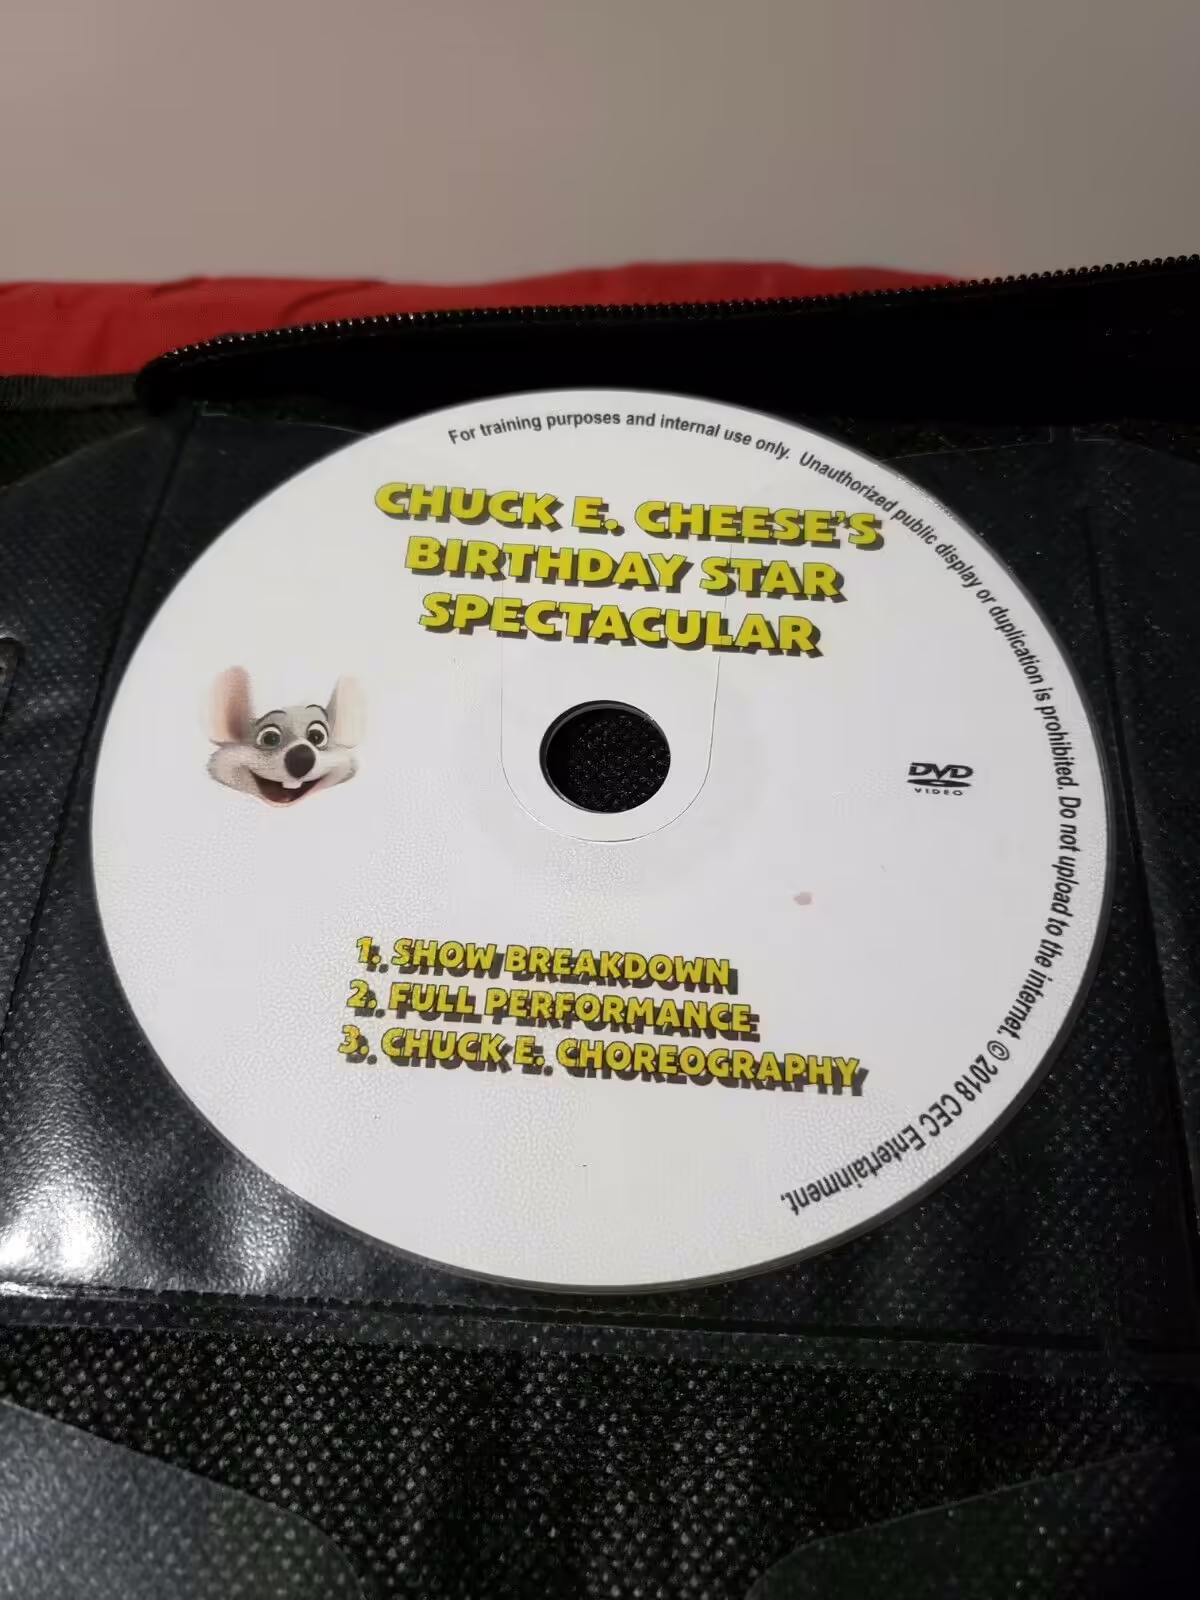 For training purposes and internal use only. Unauthorized public display or duplication is prohibited. Do not upload to the internet. © 2018 CEC Entertainment.
CHUCK E. CHEESE'S
BIRTHDAY STAR
SPECTACULAR
DVD
VIDEO
1. SHOW BREAKDOWN
2. FULL PERFORMANCE
3. CHUCK E. CHOREOGRAPHY